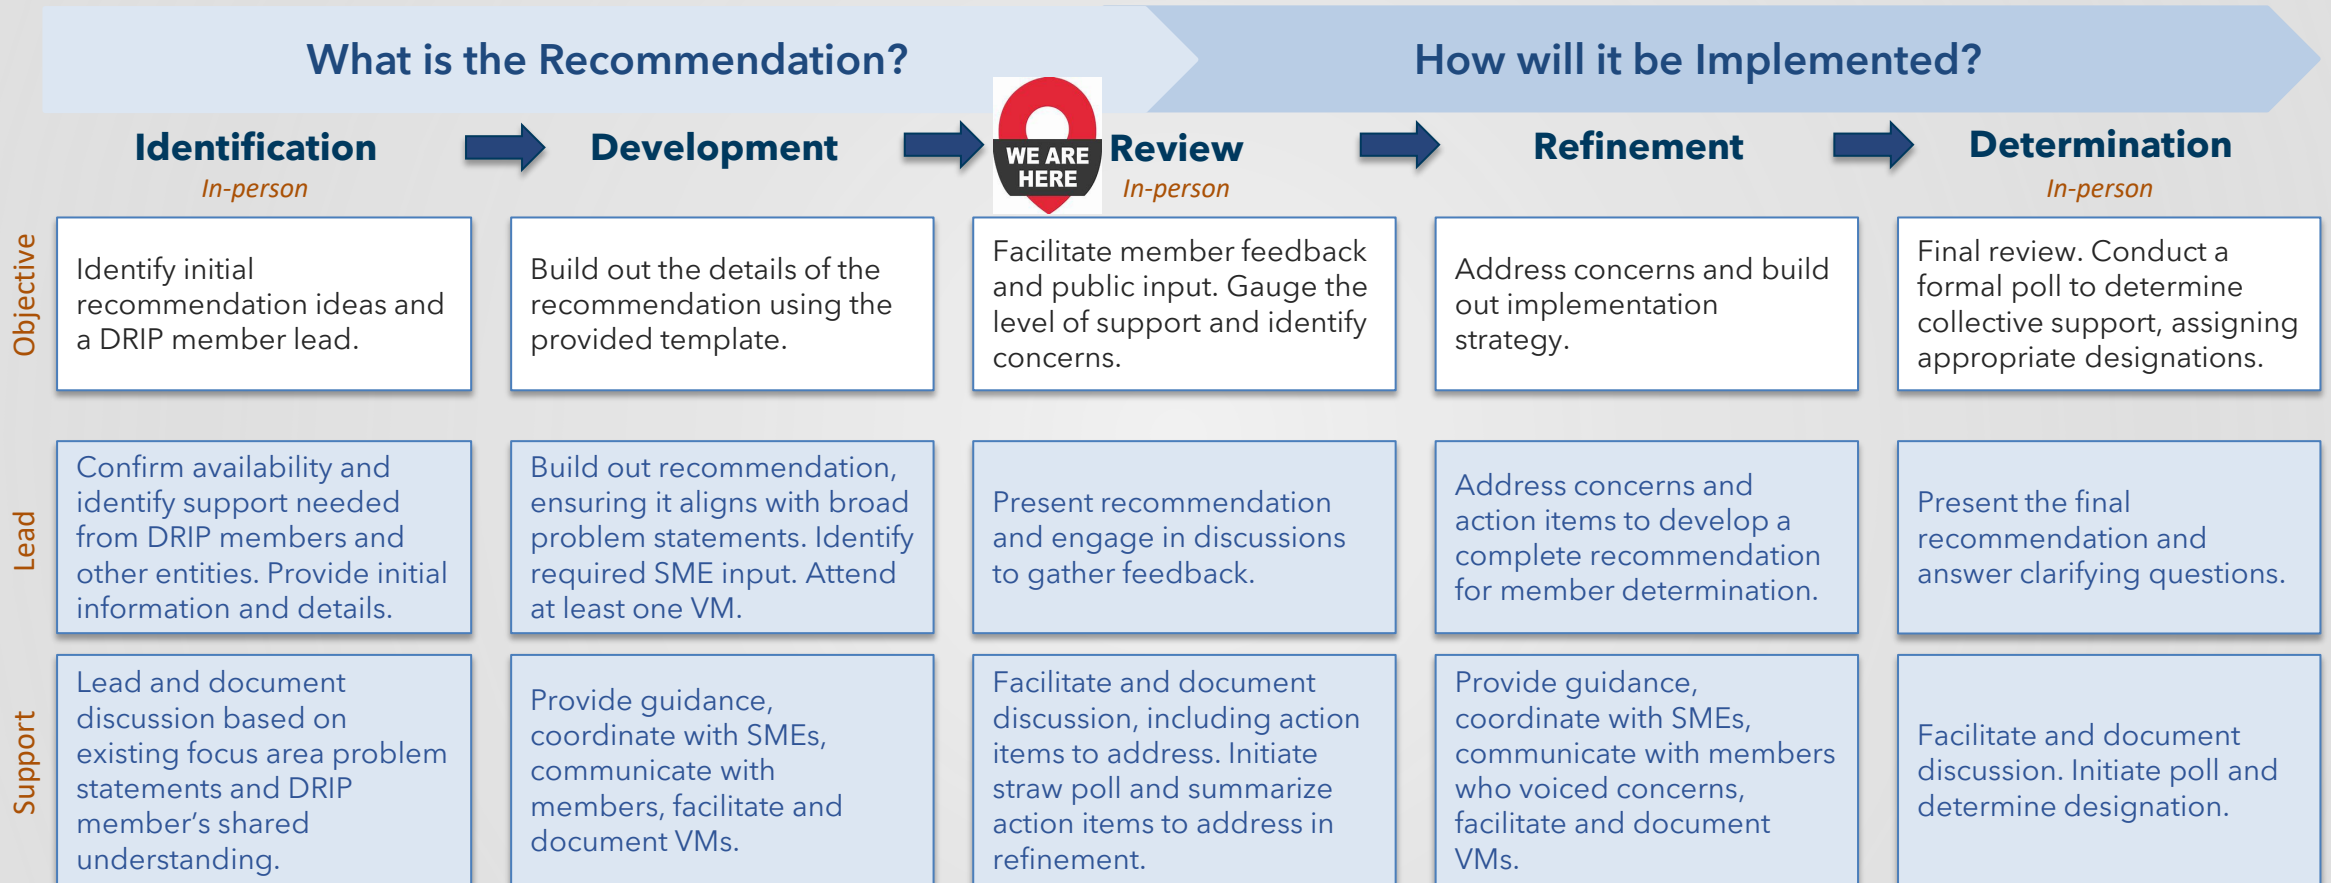 What is the Recommendation?
How will it be Implemented?
Identification
In-person
Development
WE ARE
HERE
Review
In-person
Refinement
Determination
In-person
Objective
Identify initial
recommendation ideas and
a DRIP member lead.
Build out the details of the
recommendation using the
provided template.
Facilitate member feedback
and public input. Gauge the
level of support and identify
concerns.
Address concerns and build
out implementation
strategy.
Final review. Conduct a
formal poll to determine
collective support, assigning
appropriate designations.
Lead
Confirm availability and
identify support needed
from DRIP members and
other entities. Provide initial
information and details.
Build out recommendation,
ensuring it aligns with broad
problem statements. Identify
required SME input. Attend
at least one VM.
Present recommendation
and engage in discussions
to gather feedback.
Address concerns and
action items to develop a
complete recommendation
for member determination.
Present the final
recommendation and
answer clarifying questions.
Support
Lead and document
discussion based on
existing focus area problem
statements and DRIP
member’s shared
understanding.
Provide guidance,
coordinate with SMEs,
communicate with
members, facilitate and
document VMs.
Facilitate and document
discussion, including action
items to address. Initiate
straw poll and summarize
action items to address in
refinement.
Provide guidance,
coordinate with SMEs,
communicate with members
who voiced concerns,
facilitate and document
VMs.
Facilitate and document
discussion. Initiate poll and
determine designation.